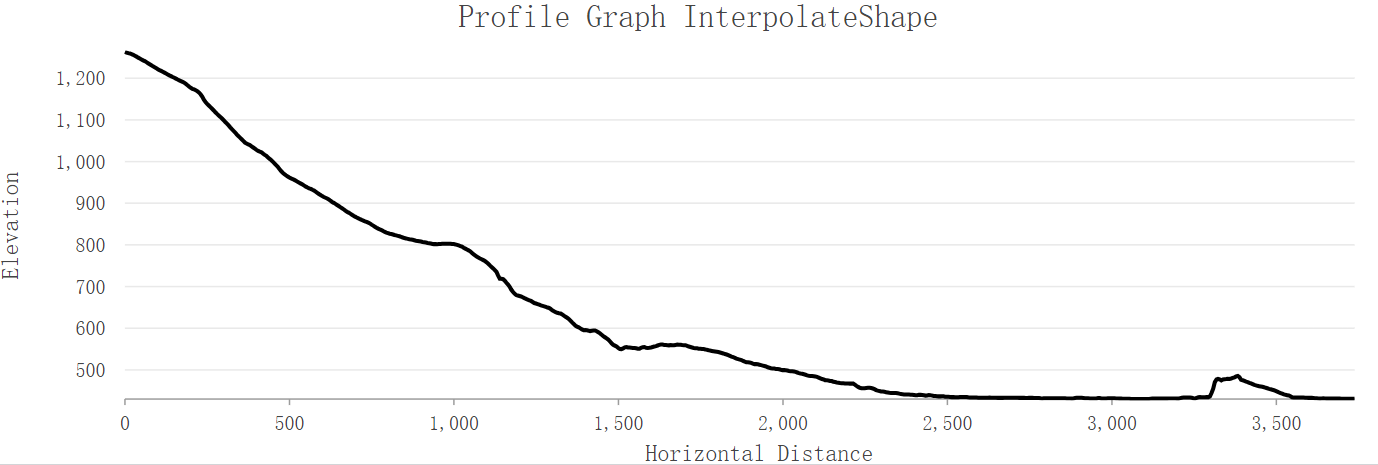 Profile Graph InterpolateShape
Elevation
1,200
1,100
1,000
900
800
700
600
500
0 500 1,000 1,500 2,000 2,500 3,000 3,500
Horizontal Distance